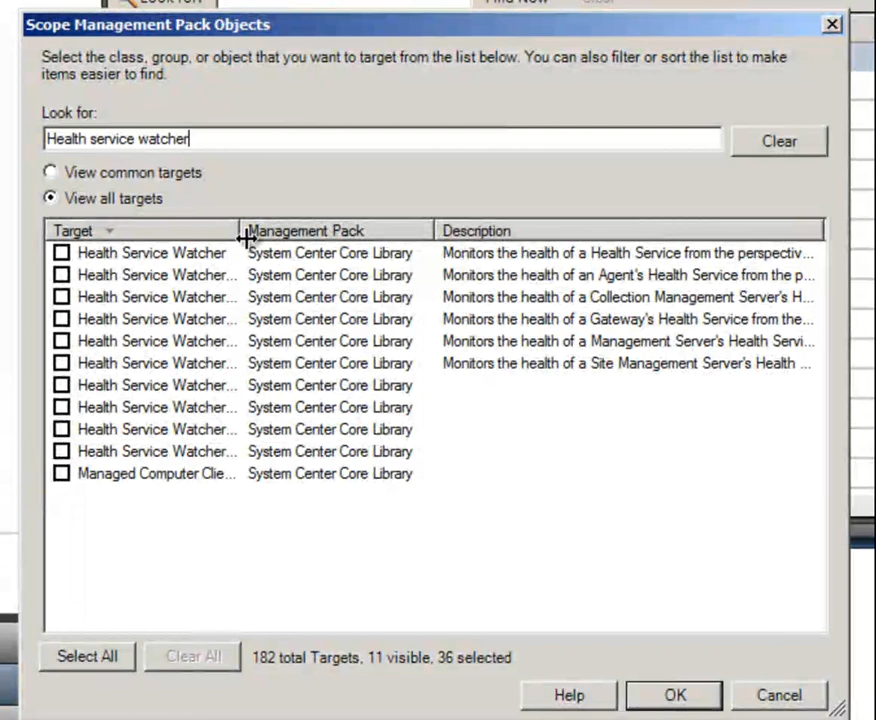 Look for
Find Now
Clear
Scope Management Pack Objects
Select the class, group, or object that you want to target from the list below. You can also filter or sort the list to make
items easier to find.
Look for:
Health service watcher
Clear
View common targets
View all targets
Target Management Pack Description
Health Service Watcher System Center Core Library Monitors the health of a Health Service from the perspectiv...
Health Service Watcher... System Center Core Library Monitors the health of an Agent's Health Service from the p...
Health Service Watcher... System Center Core Library Monitors the health of a Collection Management Server's H...
Health Service Watcher... System Center Core Library Monitors the health of a Gateway's Health Service from the...
Health Service Watcher... System Center Core Library Monitors the health of a Management Server's Health Servi...
Health Service Watcher... System Center Core Library Monitors the health of a Site Management Server's Health ...
Health Service Watcher... System Center Core Library
Health Service Watcher... System Center Core Library
Health Service Watcher... System Center Core Library
Health Service Watcher... System Center Core Library
Managed Computer Clie... System Center Core Library
Select All Clear All 182 total Targets, 11 visible, 36 selected
Help OK Cancel